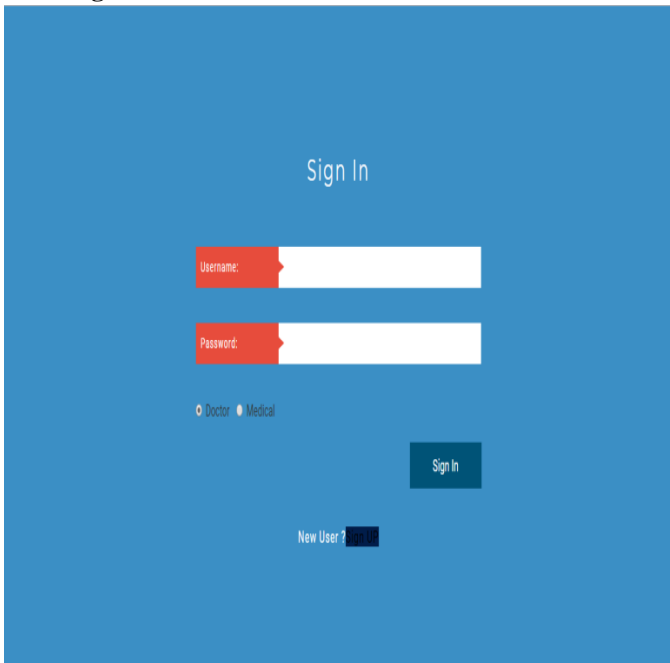 Sign In
Username:
Password:
Doctor Medical
Sign In
New User ?Sign UP